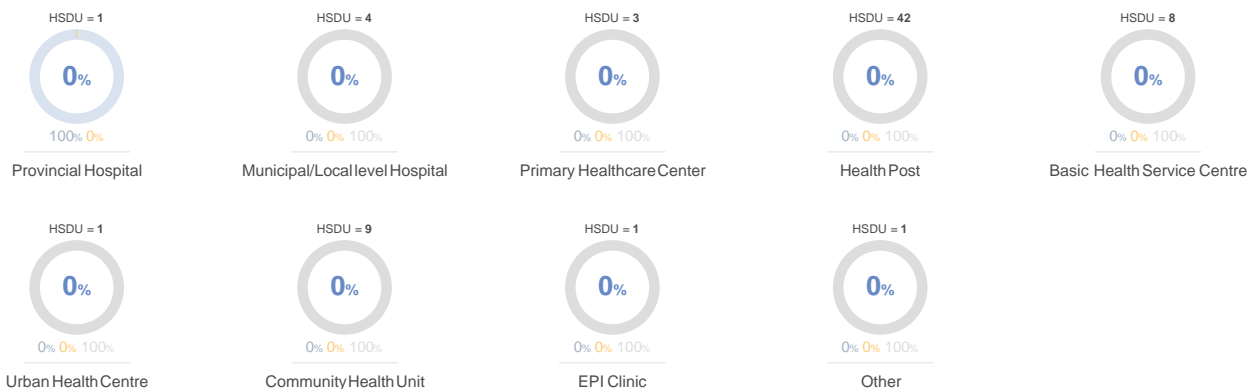 HSDU = 1
HSDU = 4
HSDU = 3
HSDU = 42
HSDU = 8
0%
0%
0%
0%
0%
100% 0%
0% 0% 100%
0% 0% 100%
0% 0% 100%
0% 0% 100%
Provincial Hospital
Municipal/Local level Hospital
Primary Healthcare Center
Health Post
Basic Health Service Centre
HSDU = 1
HSDU = 9
HSDU = 1
HSDU = 1
0%
0%
0%
0%
0% 0% 100%
0% 0% 100%
0% 0% 100%
0% 0% 100%
Urban Health Centre
Community Health Unit
EPI Clinic
Other